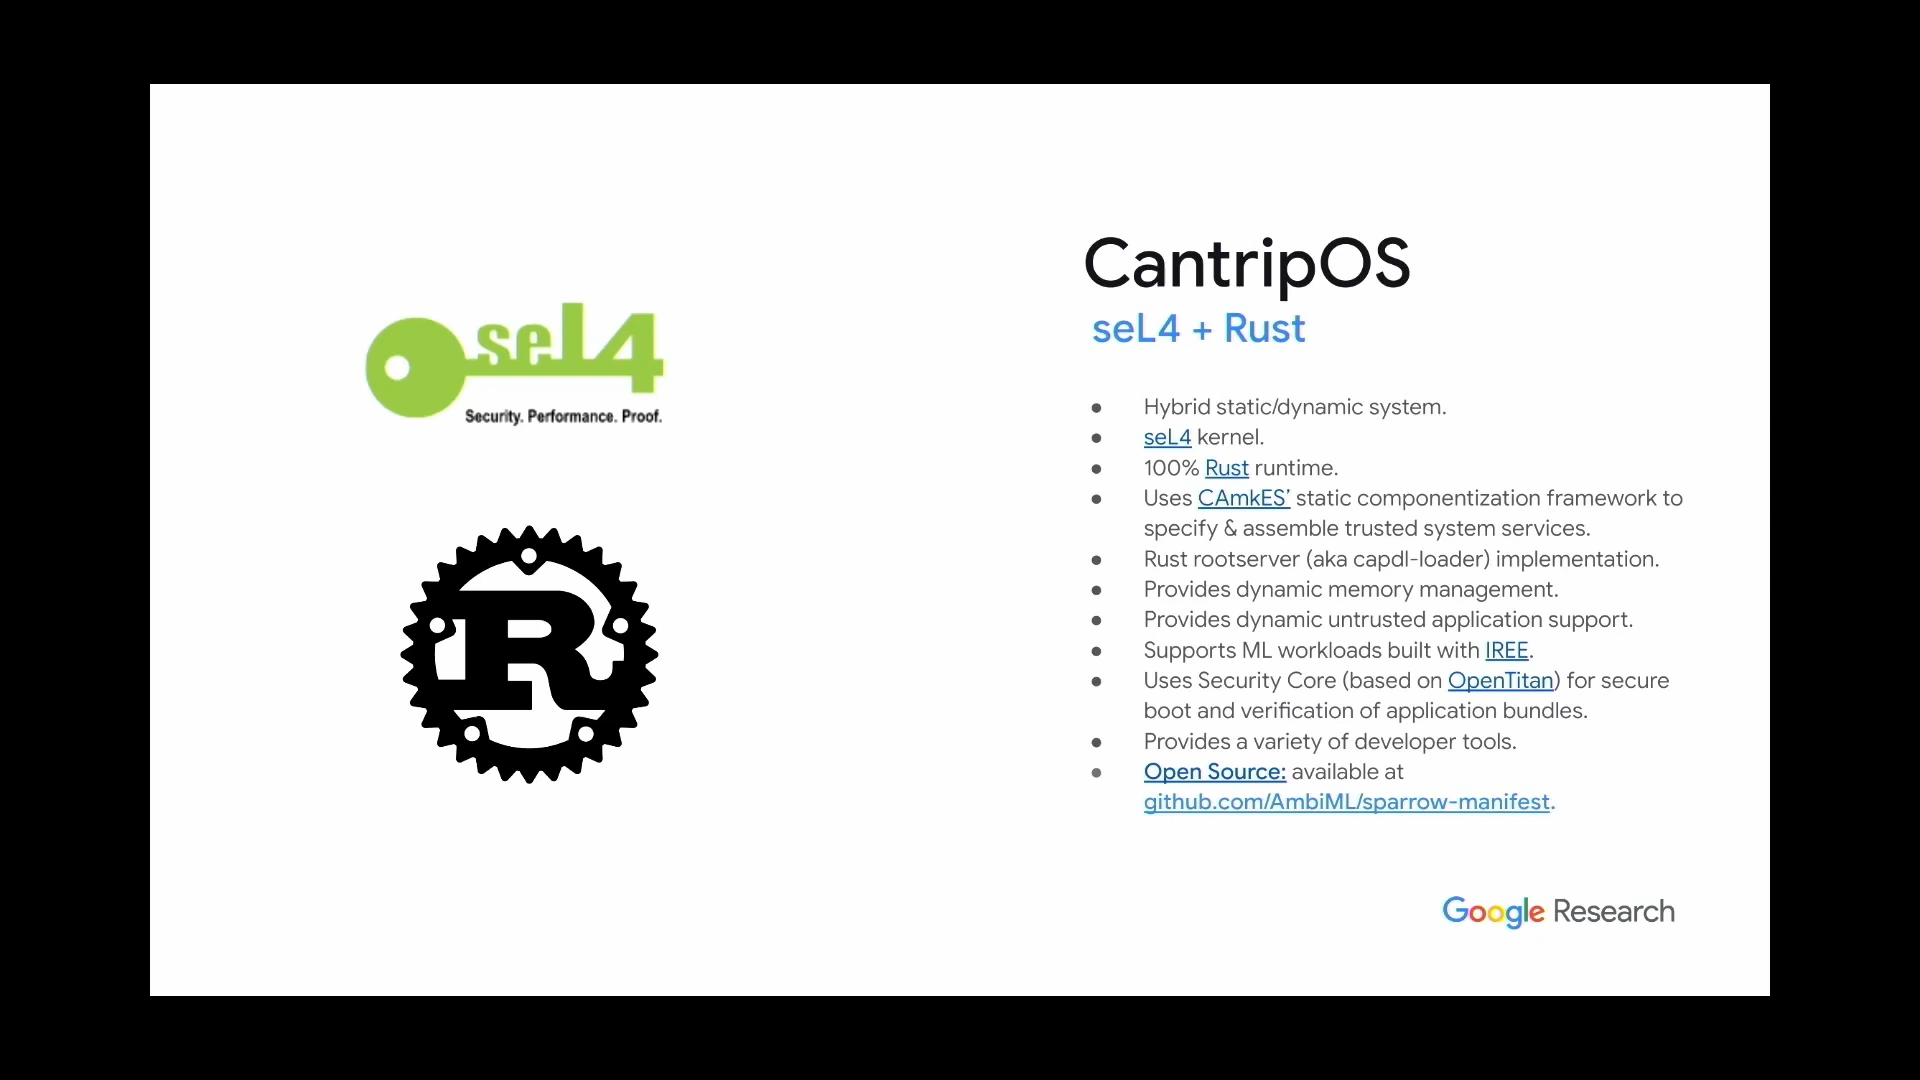 seL4
Security. Performance. Proof.
R
CantripOS
seL4 + Rust
● Hybrid static/dynamic system.
● seL4 kernel.
● 100% Rust runtime.
● Uses CAmkES’ static componentization framework to
specify & assemble trusted system services.
● Rust rootserver (aka capdl-loader) implementation.
● Provides dynamic memory management.
● Provides dynamic untrusted application support.
● Supports ML workloads built with IREE.
● Uses Security Core (based on OpenTitan) for secure
boot and verification of application bundles.
● Provides a variety of developer tools.
● Open Source: available at
github.com/AmbiML/sparrow-manifest.
Google Research